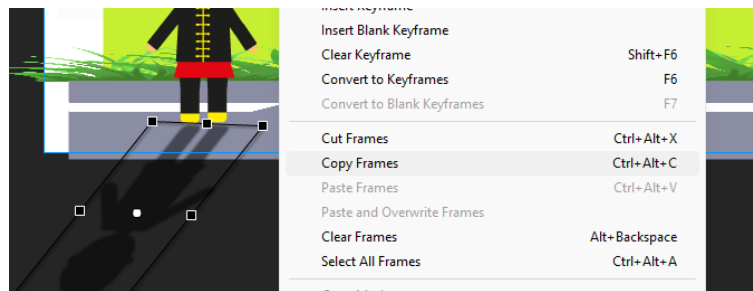 Insert Keyframe
Insert Blank Keyframe
Clear Keyframe Shift+F6
Convert to Keyframes F6
Convert to Blank Keyframes F7
Cut Frames Ctrl+Alt+X
Copy Frames Ctrl+Alt+C
Paste Frames Ctrl+Alt+V
Paste and Overwrite Frames
Clear Frames Alt+Backspace
Select All Frames Ctrl+Alt+A